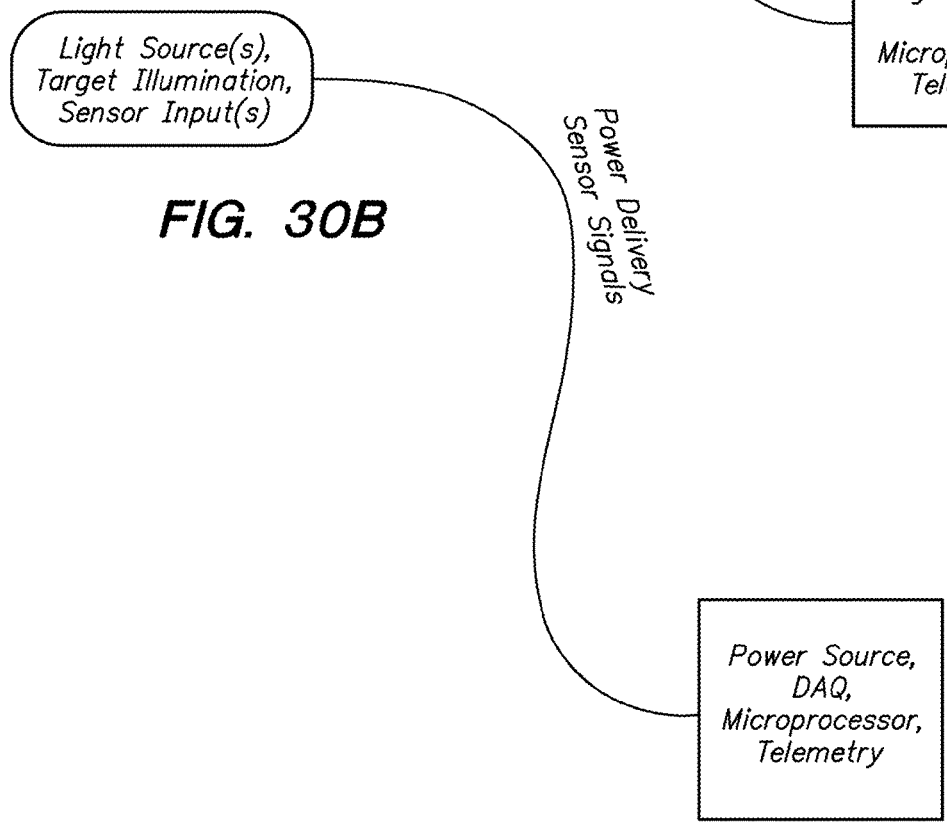 Light Source(s),
Target Illumination,
Sensor Input(s)
FIG. 30B
Power Delivery
Sensor Signals
Power Source,
DAQ,
Microprocessor,
Telemetry